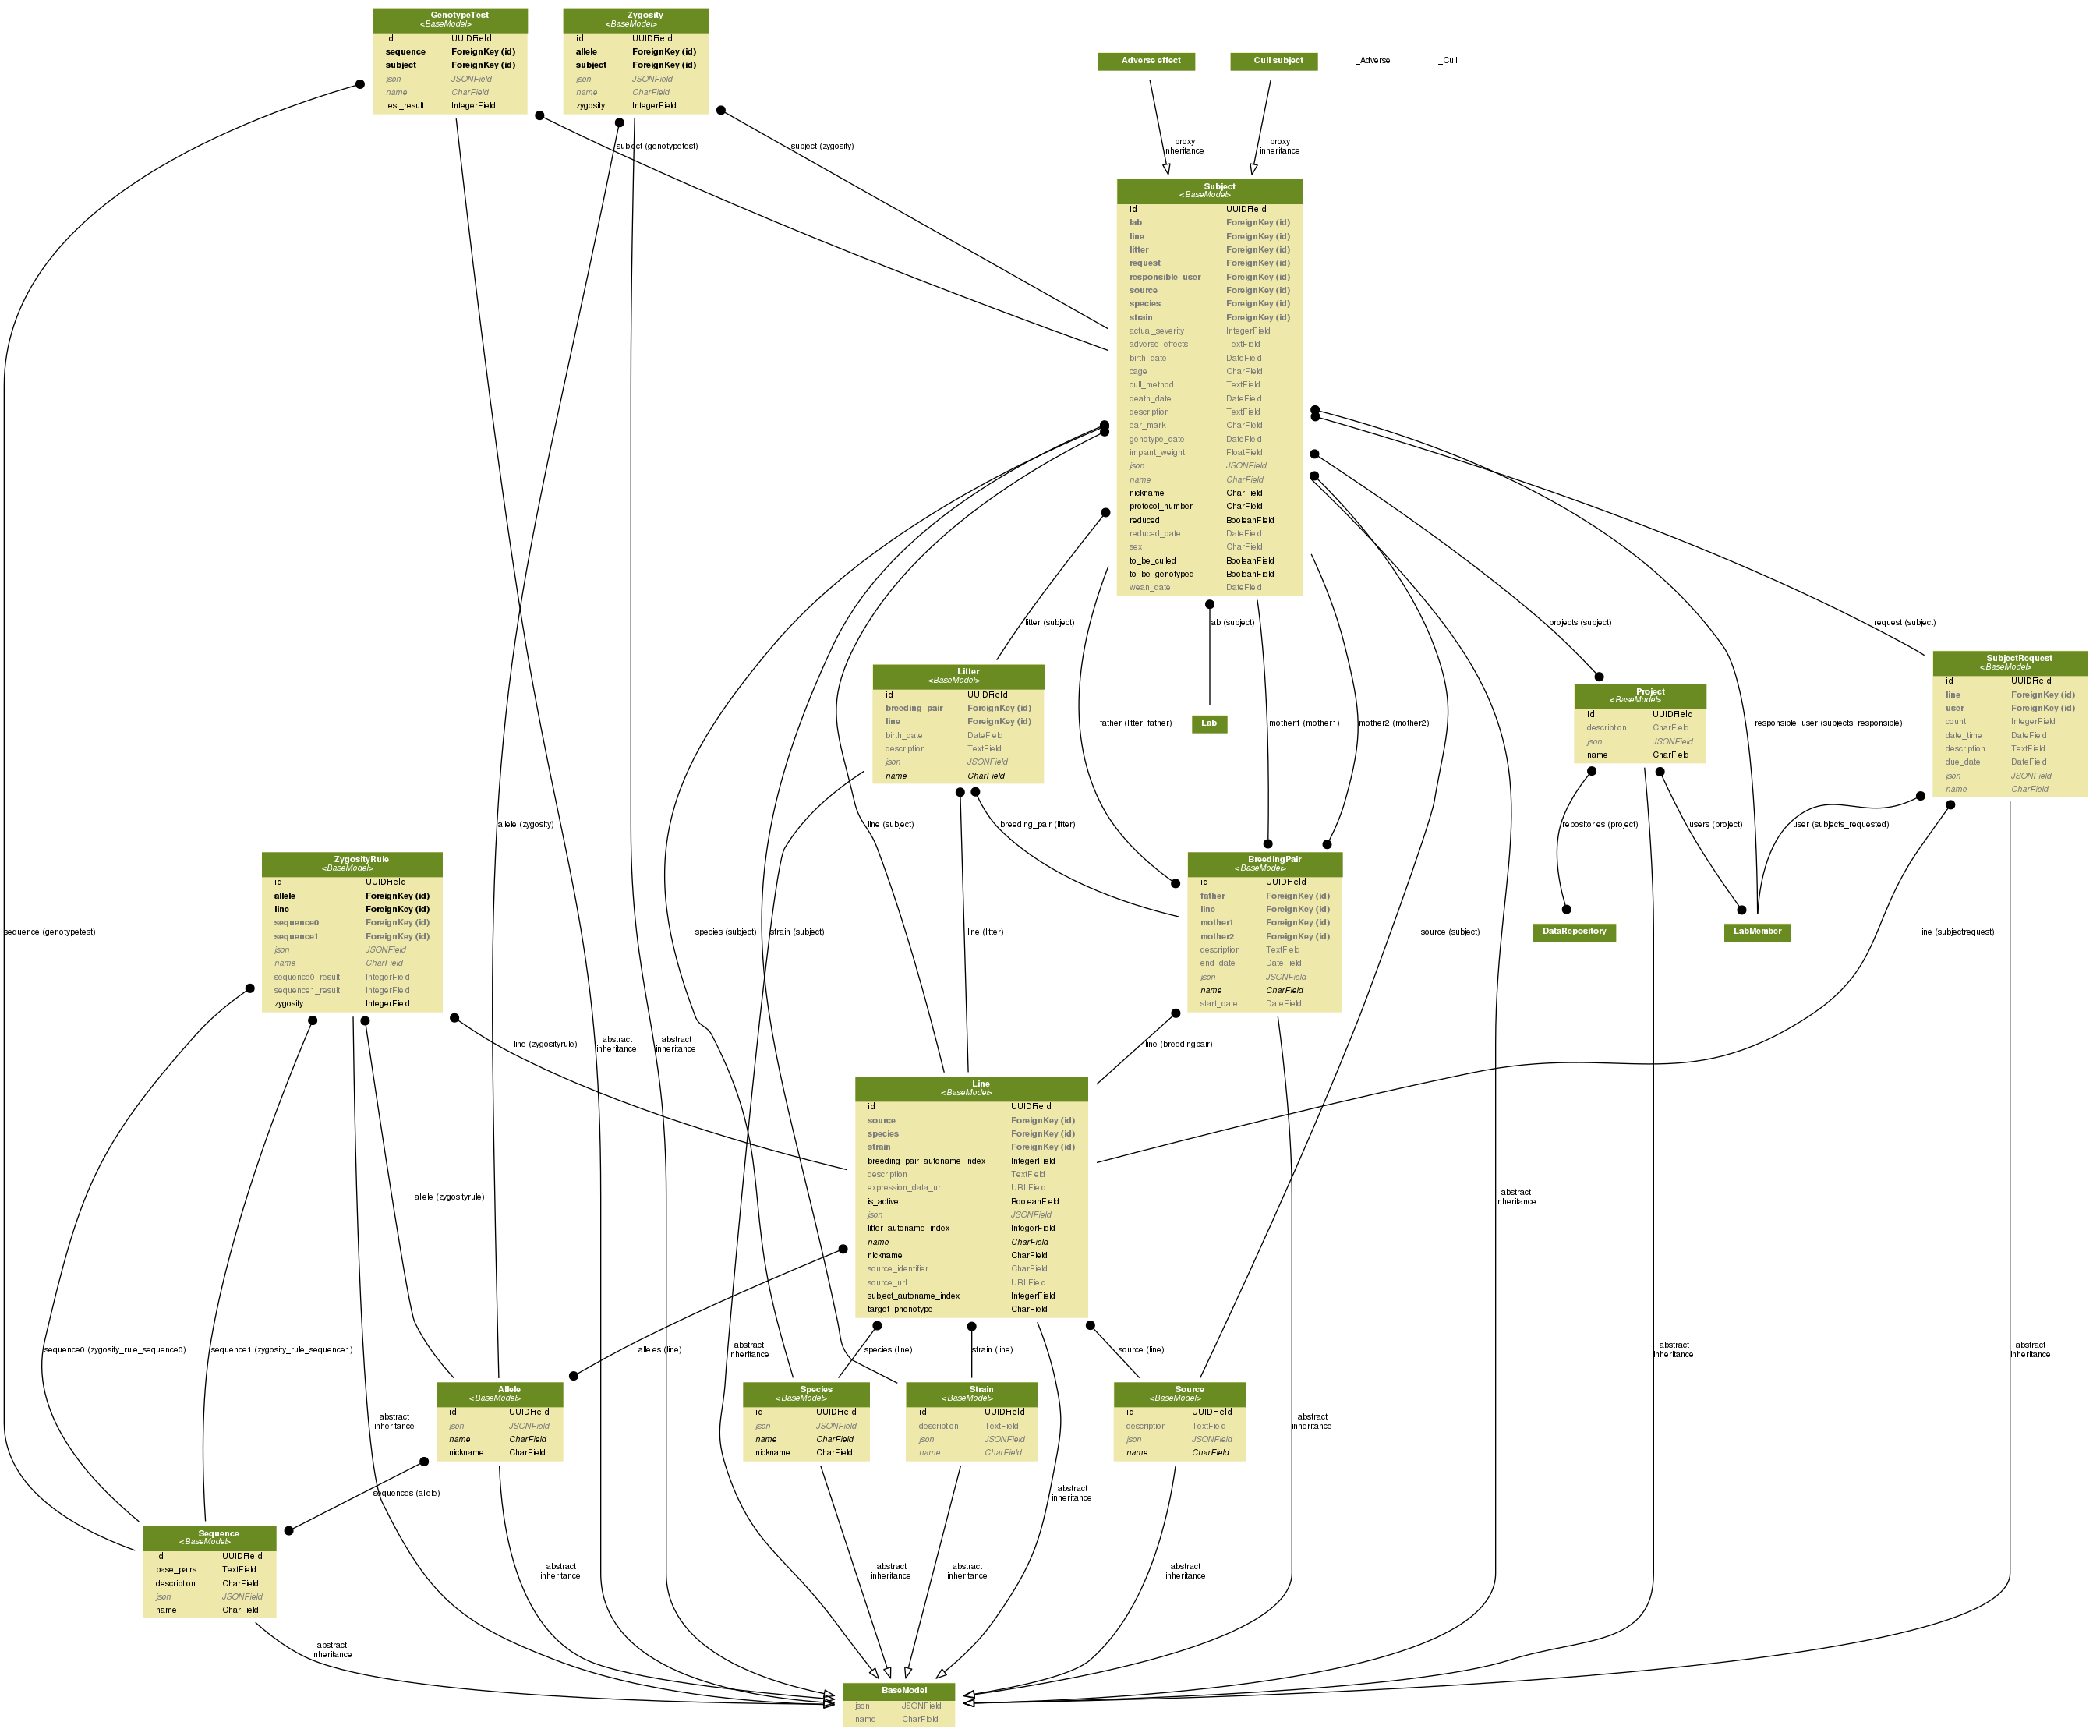 GenotypeTest
<BaseModel>
id UUIDField
sequence ForeignKey (id)
subject ForeignKey (id)
json JSONField
name CharField
test_result IntegerField
Zygosity
<BaseModel>
id UUIDField
allele ForeignKey (id)
subject ForeignKey (id)
json JSONField
name CharField
zygosity IntegerField
Adverse effect
Cull subject
_Adverse
_Cull
subject (genotypetest)
subject (zygosity)
proxy
inheritance
proxy
inheritance
Subject
<BaseModel>
id UUIDField
lab ForeignKey (id)
line ForeignKey (id)
litter ForeignKey (id)
request ForeignKey (id)
responsible_user ForeignKey (id)
source ForeignKey (id)
species ForeignKey (id)
strain ForeignKey (id)
actual_severity IntegerField
adverse_effects TextField
birth_date DateField
cage CharField
cull_method TextField
death_date DateField
description TextField
ear_mark CharField
genotype_date DateField
implant_weight FloatField
json JSONField
name CharField
nickname CharField
protocol_number CharField
reduced BooleanField
reduced_date DateField
sex CharField
to_be_culled BooleanField
to_be_genotyped BooleanField
wean_date DateField
litter (subject)
lab (subject)
projects (subject)
request (subject)
Litter
<BaseModel>
id UUIDField
breeding_pair ForeignKey (id)
line ForeignKey (id)
birth_date DateField
description TextField
json JSONField
name CharField
father (litter_father)
Lab
mother1 (mother1)
mother2 (mother2)
Project
<BaseModel>
id UUIDField
description CharField
json JSONField
name CharField
responsible_user (subjects_responsible)
SubjectRequest
<BaseModel>
id UUIDField
line ForeignKey (id)
user ForeignKey (id)
count IntegerField
date_time DateField
description TextField
due_date DateField
json JSONField
name CharField
allele (zygosity)
line (subject)
breeding_pair (litter)
repositories (project)
users (project)
user (subjects_requested)
ZygosityRule
<BaseModel>
id UUIDField
allele ForeignKey (id)
line ForeignKey (id)
sequence0 ForeignKey (id)
sequence1 ForeignKey (id)
json JSONField
name CharField
sequence0_result IntegerField
sequence1_result IntegerField
zygosity IntegerField
BreedingPair
<BaseModel>
id UUIDField
father ForeignKey (id)
line ForeignKey (id)
mother1 ForeignKey (id)
mother2 ForeignKey (id)
description TextField
end_date DateField
json JSONField
name CharField
start_date DateField
sequence (genotypetest)
species (subject)
strain (subject)
line (litter)
source (subject)
DataRepository
LabMember
line (subjectrequest)
line (zygosityrule)
abstract
inheritance
abstract
inheritance
line (breedingpair)
Line
<BaseModel>
id UUIDField
source ForeignKey (id)
species ForeignKey (id)
strain ForeignKey (id)
breeding_pair_autoname_index IntegerField
description TextField
expression_data_url URLField
is_active BooleanField
json JSONField
litter_autoname_index IntegerField
name CharField
nickname CharField
source_identifier CharField
source_url URLField
subject_autoname_index IntegerField
target_phenotype CharField
allele (zygosityrule)
abstract
inheritance
sequence0 (zygosity_rule_sequence0)
sequence1 (zygosity_rule_sequence1)
alleles (line)
abstract
inheritance
species (line)
strain (line)
source (line)
abstract
inheritance
abstract
inheritance
abstract
inheritance
Allele
<BaseModel>
id UUIDField
json JSONField
name CharField
nickname CharField
Species
<BaseModel>
id UUIDField
json JSONField
name CharField
nickname CharField
Strain
<BaseModel>
id UUIDField
description TextField
json JSONField
name CharField
Source
<BaseModel>
id UUIDField
description TextField
json JSONField
name CharField
abstract
inheritance
sequences (allele)
abstract
inheritance
Sequence
<BaseModel>
id UUIDField
base_pairs TextField
description CharField
json JSONField
name CharField
abstract
inheritance
abstract
inheritance
abstract
inheritance
abstract
inheritance
abstract
inheritance
BaseModel
json JSONField
name CharField